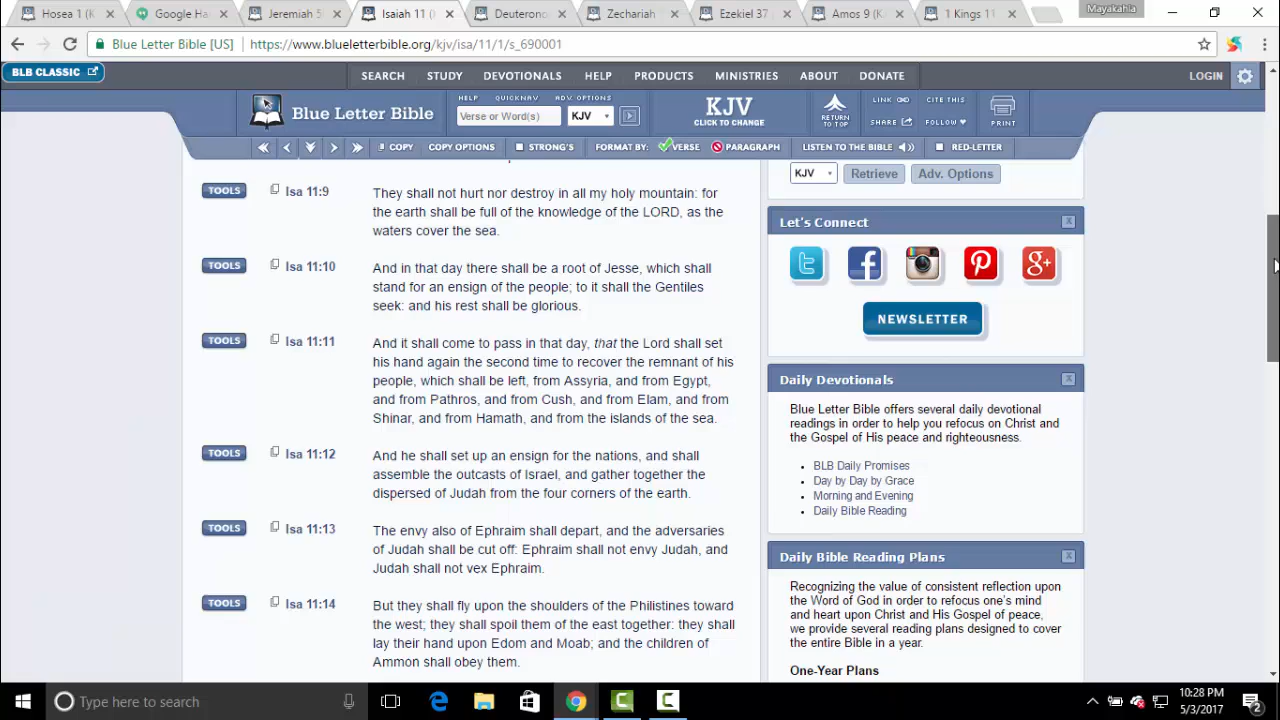 Hosea 1 (K
Google Ha
Jeremiah 5
Isaiah 11 (
Deuterono
Zechariah
Ezekiel 37
Amos 9 (K
1 Kings 11
Mayakahla
Blue Letter Bible [US]
https://www.blueletterbible.org/kjv/isa/11/1/s_690001
BLB CLASSIC
SEARCH STUDY DEVOTIONALS HELP PRODUCTS MINISTRIES ABOUT DONATE
LOGIN
Blue Letter Bible
HELP QUICKNAV ADV. OPTIONS
Verse or Word(s) KJV
KJV
CLICK TO CHANGE
RETURN
TO TOP
LINK CITE THIS
SHARE FOLLOW
PRINT
COPY COPY OPTIONS STRONG'S FORMAT BY: VERSE PARAGRAPH LISTEN TO THE BIBLE RED-LETTER
TOOLS Isa 11:9 They shall not hurt nor destroy in all my holy mountain: for
the earth shall be full of the knowledge of the LORD, as the
waters cover the sea.
TOOLS Isa 11:10 And in that day there shall be a root of Jesse, which shall
stand for an ensign of the people; to it shall the Gentiles
seek: and his rest shall be glorious.
TOOLS Isa 11:11 And it shall come to pass in that day, that the Lord shall set
his hand again the second time to recover the remnant of his
people, which shall be left, from Assyria, and from Egypt,
and from Pathros, and from Cush, and from Elam, and from
Shinar, and from Hamath, and from the islands of the sea.
TOOLS Isa 11:12 And he shall set up an ensign for the nations, and shall
assemble the outcasts of Israel, and gather together the
dispersed of Judah from the four corners of the earth.
TOOLS Isa 11:13 The envy also of Ephraim shall depart, and the adversaries
of Judah shall be cut off: Ephraim shall not envy Judah, and
Judah shall not vex Ephraim.
TOOLS Isa 11:14 But they shall fly upon the shoulders of the Philistines toward
the west; they shall spoil them of the east together: they shall
lay their hand upon Edom and Moab; and the children of
Ammon shall obey them.
KJV Retrieve Adv. Options
Let's Connect X
NEWSLETTER
Daily Devotionals X
Blue Letter Bible offers several daily devotional
readings in order to help you refocus on Christ and
the Gospel of His peace and righteousness.
BLB Daily Promises
Day by Day by Grace
Morning and Evening
Daily Bible Reading
Daily Bible Reading Plans X
Recognizing the value of consistent reflection upon
the Word of God in order to refocus one's mind
and heart upon Christ and His Gospel of peace,
we provide several reading plans designed to cover
the entire Bible in a year.
One-Year Plans
Type here to search
10:28 PM
5/3/2017
2